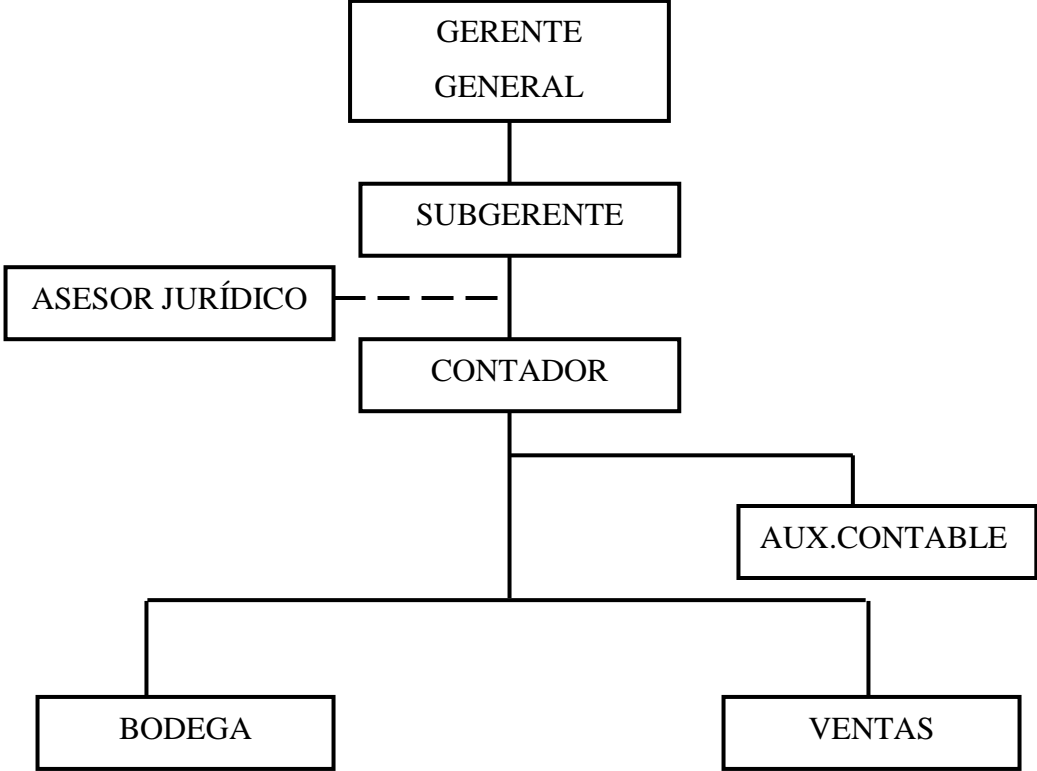 GERENTE
GENERAL
SUBGERENTE
ASESOR JURÍDICO
CONTADOR
AUX.CONTABLE
BODEGA
VENTAS